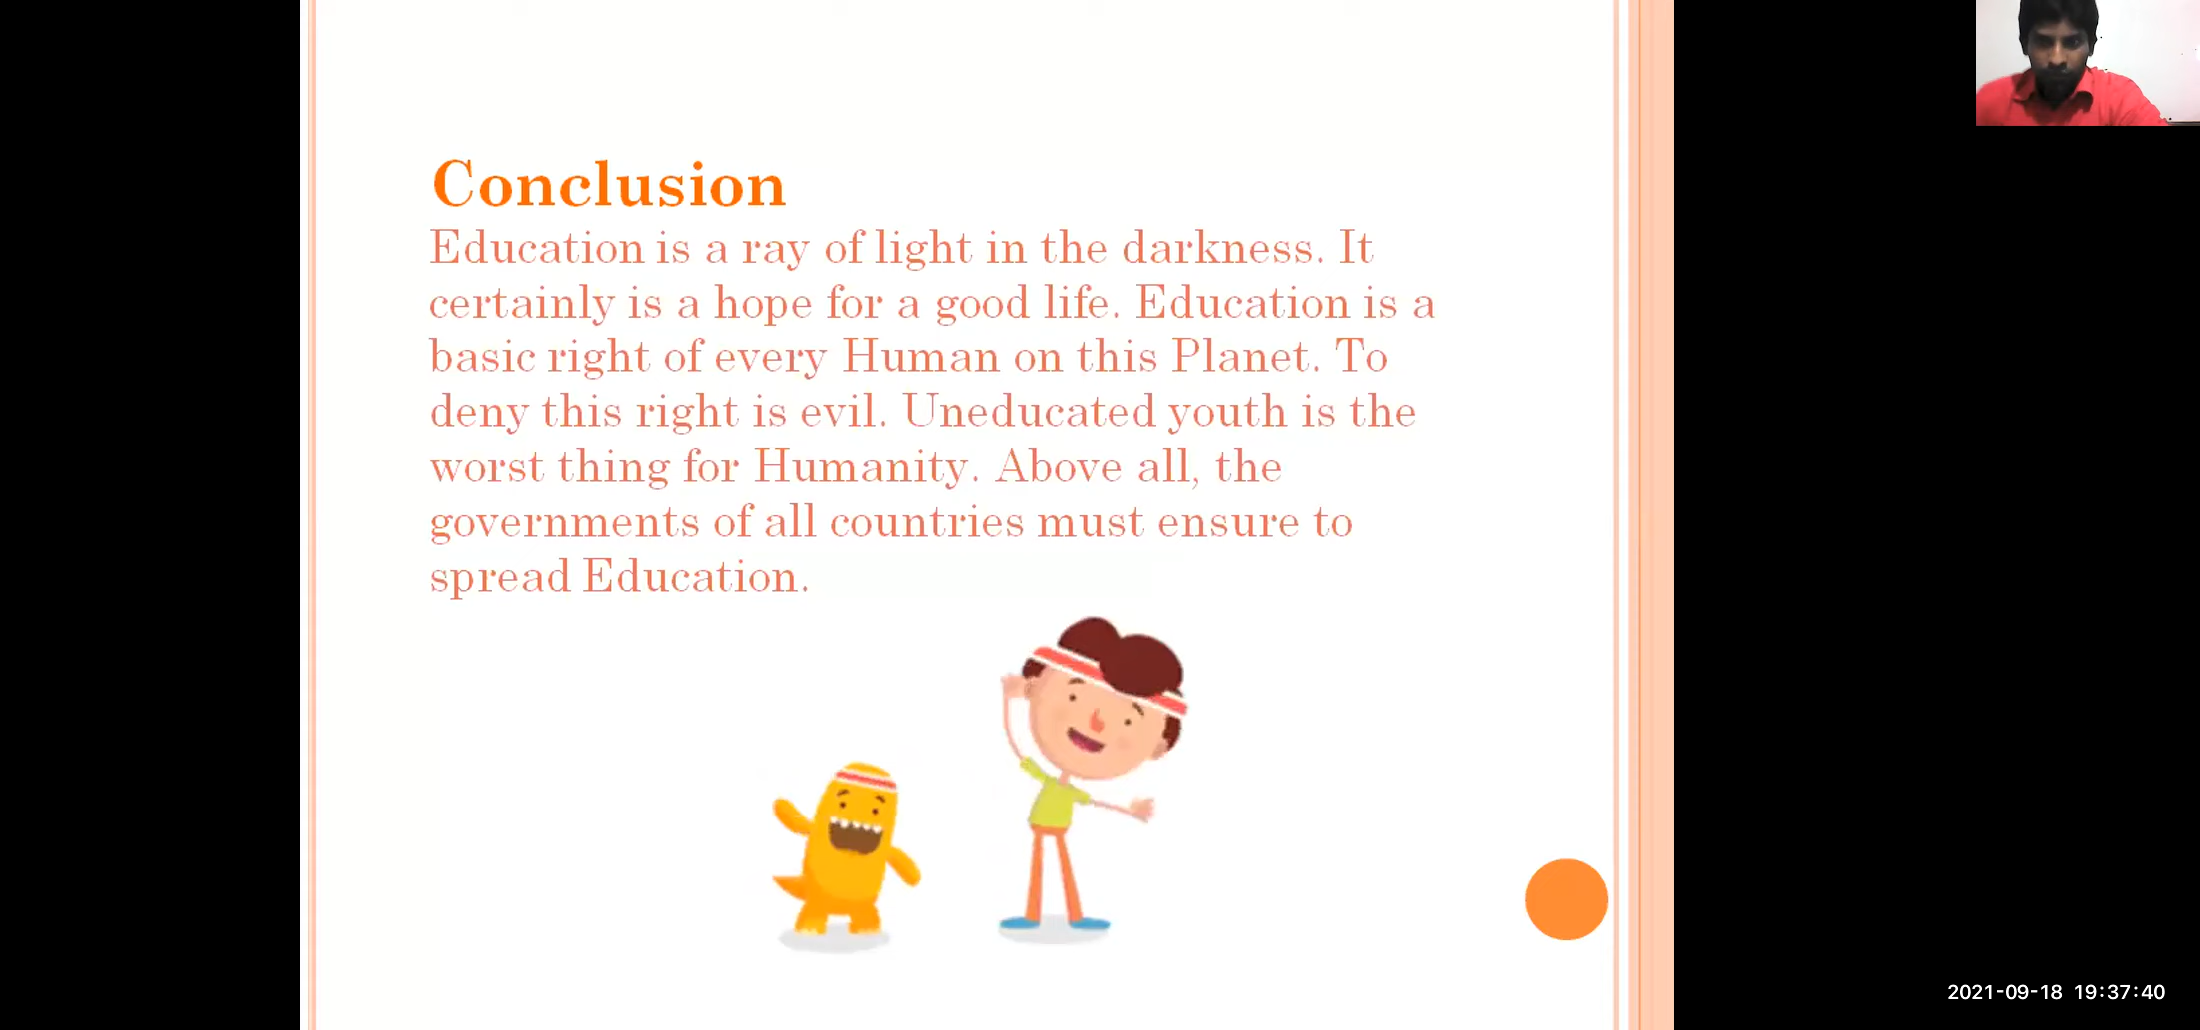 Conclusion
Education is a ray of light in the darkness. It
certainly is a hope for a good life. Education is a
basic right of every Human on this Planet. To
deny this right is evil. Uneducated youth is the
worst thing for Humanity. Above all, the
governments of all countries must ensure to
spread Education.
2021-09-18 19:37:40